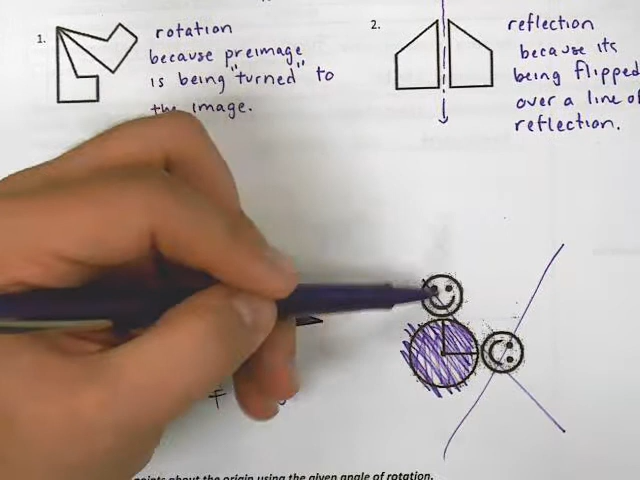 1.
rotation
because preimage
is being "turned" to
the image.
2.
reflection
because its
being flipped
over a line of
reflection.
points about the origin using the given angle of rotation.